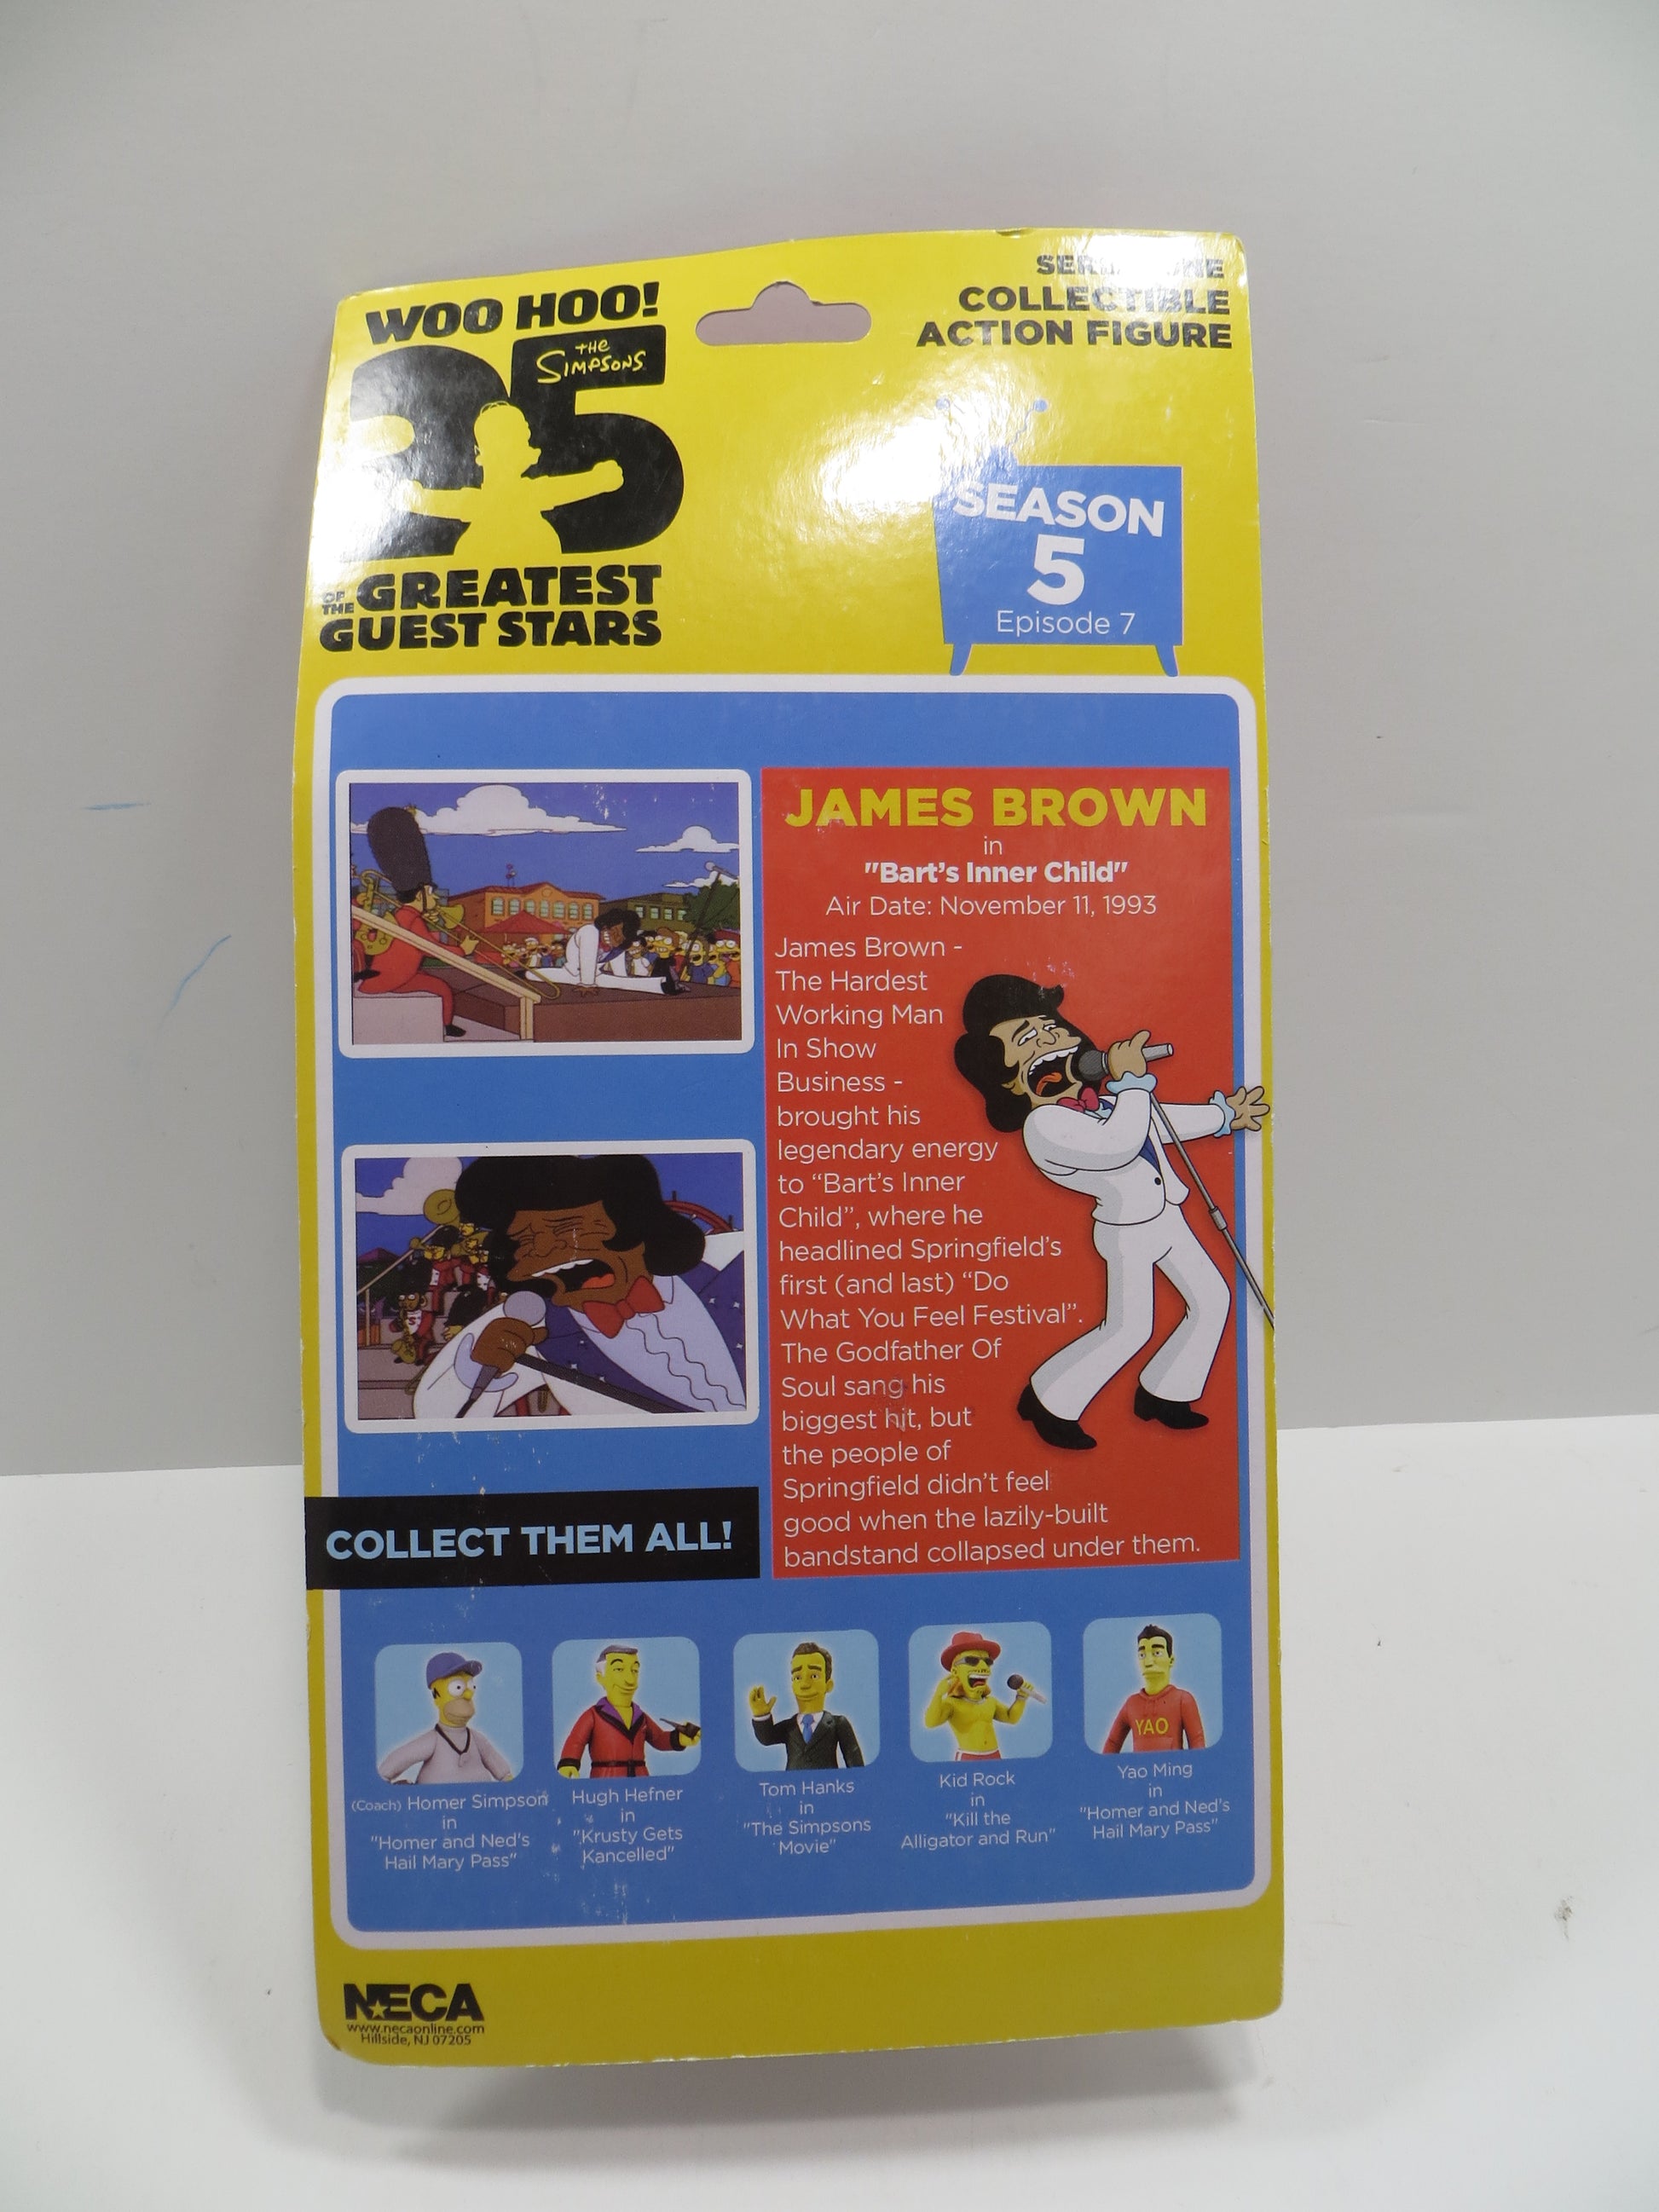 WOO HOO!
THE
SIMPSONS
25
OF THE GREATEST
GUEST STARS
COLLECTIBLE
ACTION FIGURE
SEASON
5
Episode 7
JAMES BROWN
in
"Bart's Inner Child"
Air Date: November 11, 1993
James Brown -
The Hardest
Working Man
In Show
Business -
brought his
legendary energy
to “Bart’s Inner
Child”, where he
headlined Springfield’s
first (and last) “Do
What You Feel Festival”.
The Godfather Of
Soul sang his
biggest hit, but
the people of
Springfield didn’t feel
good when the lazily-built
bandstand collapsed under them.
COLLECT THEM ALL!
(Coach) Homer Simpson
in
"Homer and Ned's
Hail Mary Pass"
Hugh Hefner
in
"Krusty Gets
Kancelled"
Tom Hanks
in
"The Simpsons
Movie"
Kid Rock
in
"Kill the
Alligator and Run"
YAO
Yao Ming
in
"Homer and Ned's
Hail Mary Pass"
NECA
www.necaonline.com
Hillside, NJ 07205